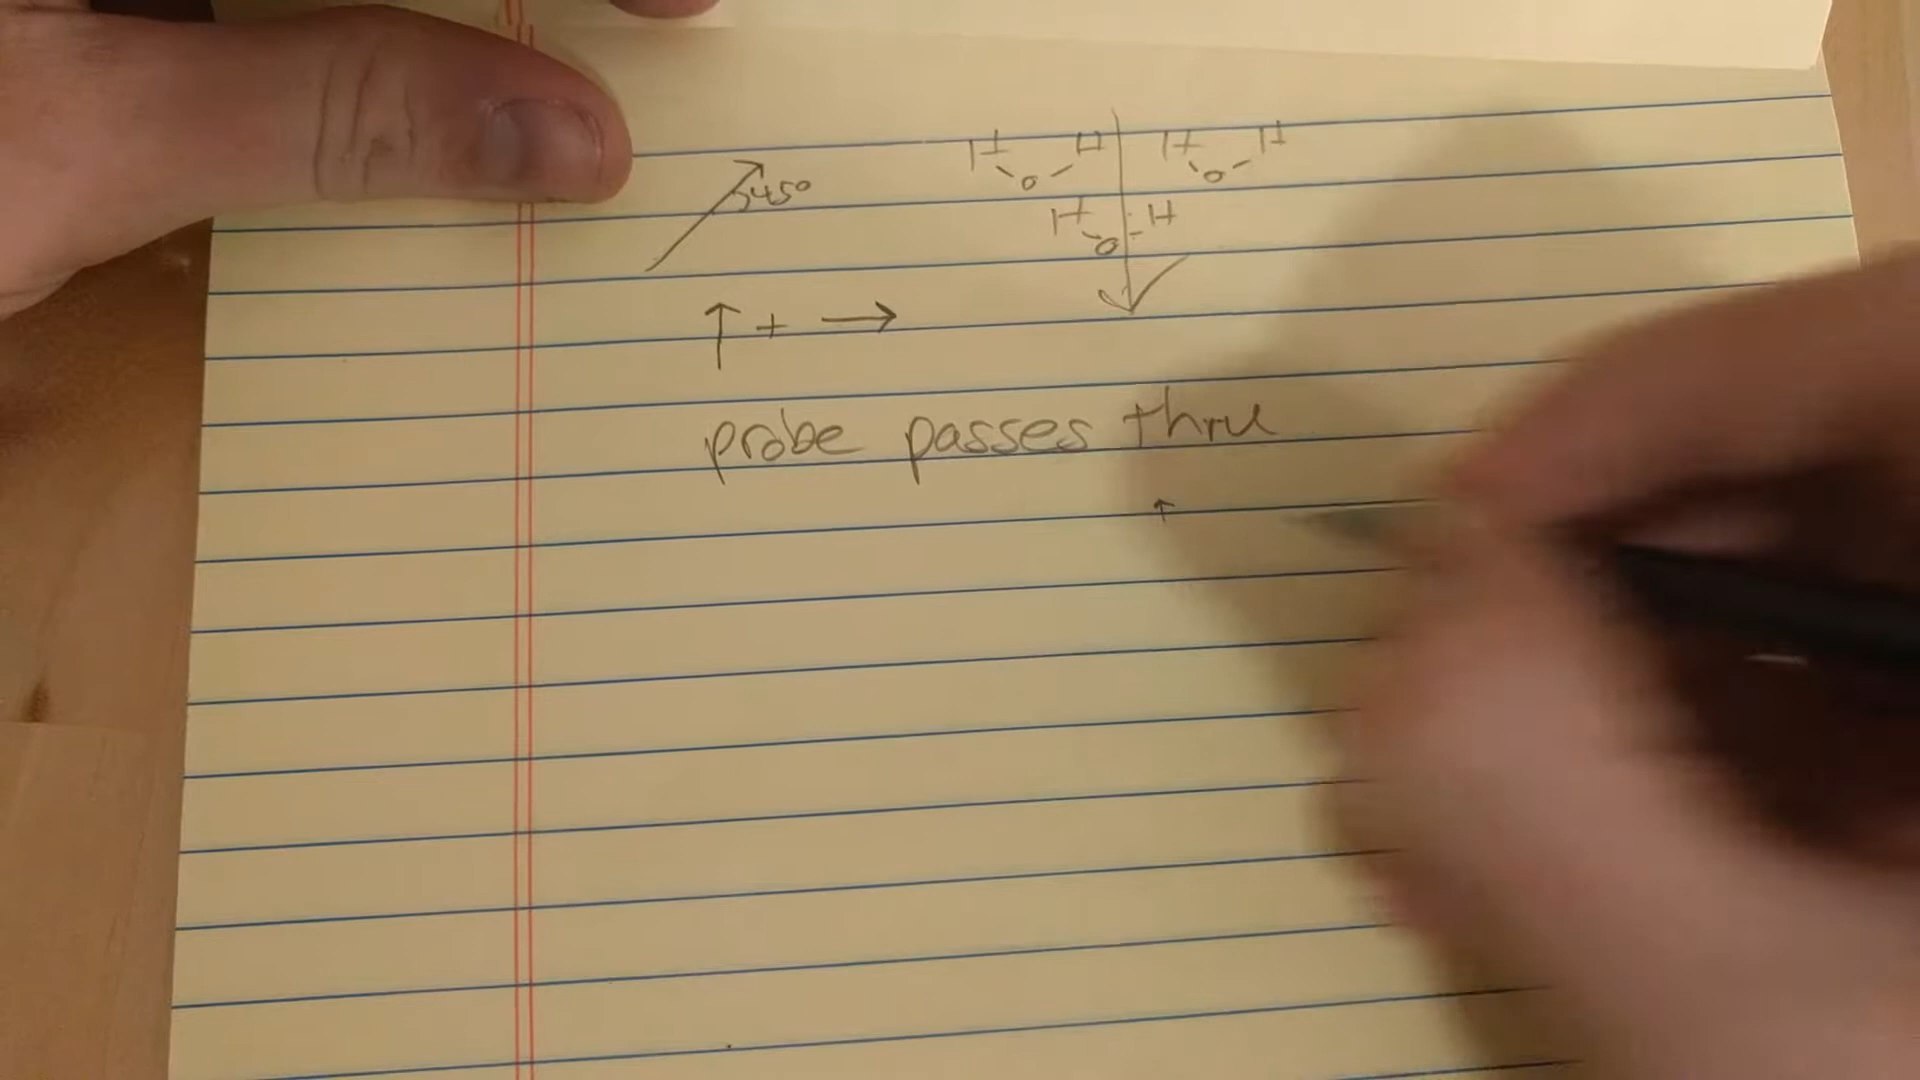 45°
H H H H
O O
H H
O
↑ + →
probe passes thru
↑